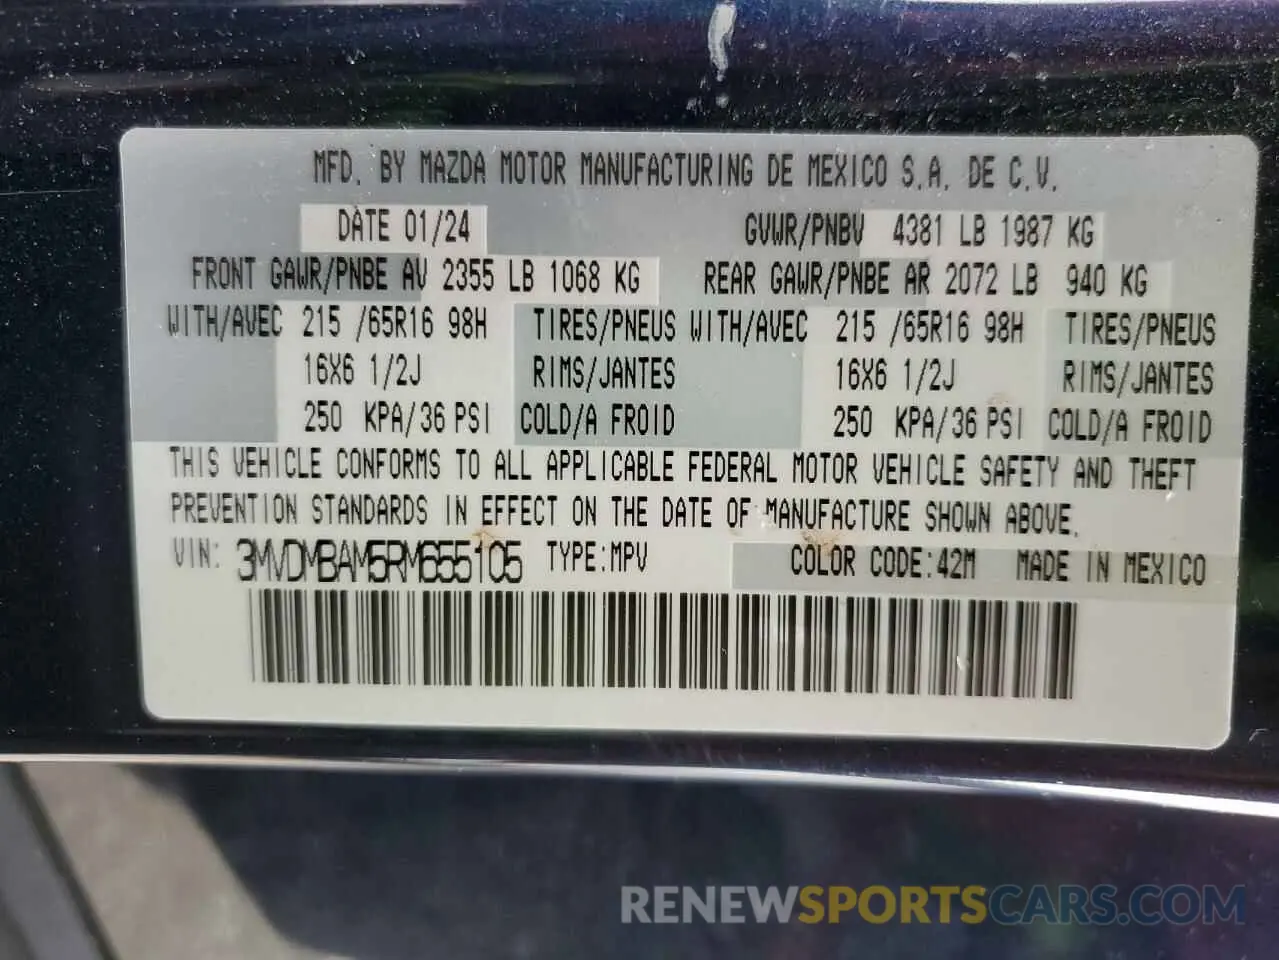 MFD. BY MAZDA MOTOR MANUFACTURING DE MEXICO S.A. DE C.V.
DATE 01/24 GVWR/PNBV 4381 LB 1987 KG
FRONT GAWR/PNBE AV 2355 LB 1068 KG REAR GAWR/PNBE AR 2072 LB 940 KG
WITH/AVEC 215 /65R16 98H TIRES/PNEUS WITH/AVEC 215 /65R16 98H TIRES/PNEUS
16X6 1/2J RIMS/JANTES 16X6 1/2J RIMS/JANTES
250 KPA/36 PSI COLD/A FROID 250 KPA/36 PSI COLD/A FROID
THIS VEHICLE CONFORMS TO ALL APPLICABLE FEDERAL MOTOR VEHICLE SAFETY AND THEFT
PREVENTION STANDARDS IN EFFECT ON THE DATE OF MANUFACTURE SHOWN ABOVE.
VIN: 3MVDMBAM5RM655105 TYPE:MPV COLOR CODE:42M MADE IN MEXICO
RENEWSPORTSCARS.COM